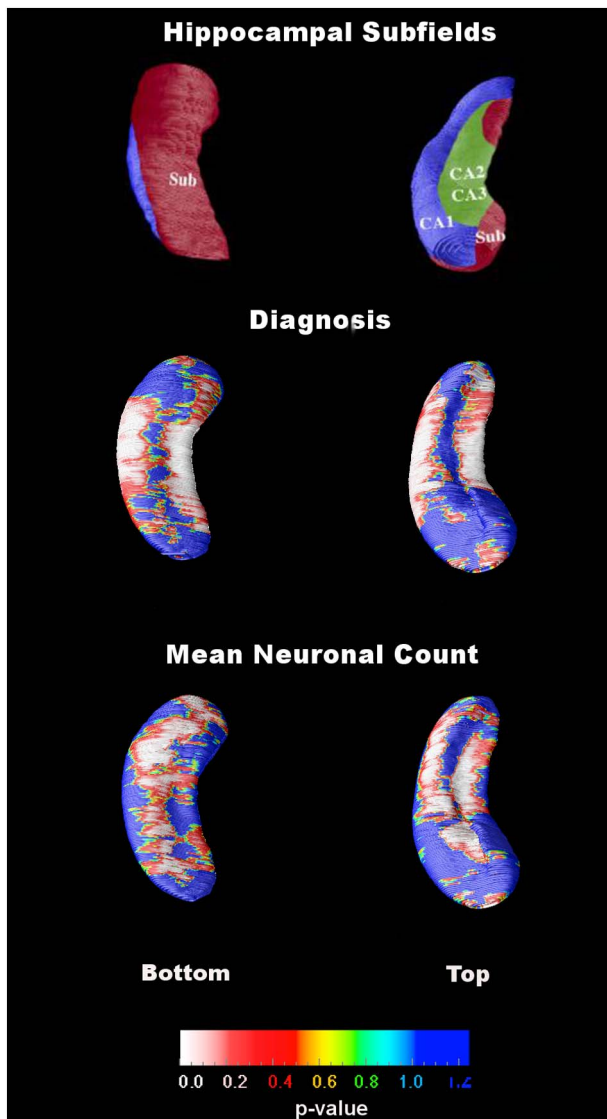 Hippocampal Subfields
Sub
CA2
CA3
CA1
Sub
Diagnosis
Mean Neuronal Count
Bottom Top
0.0 0.2 0.4 0.6 0.8 1.0 1.2
p-value